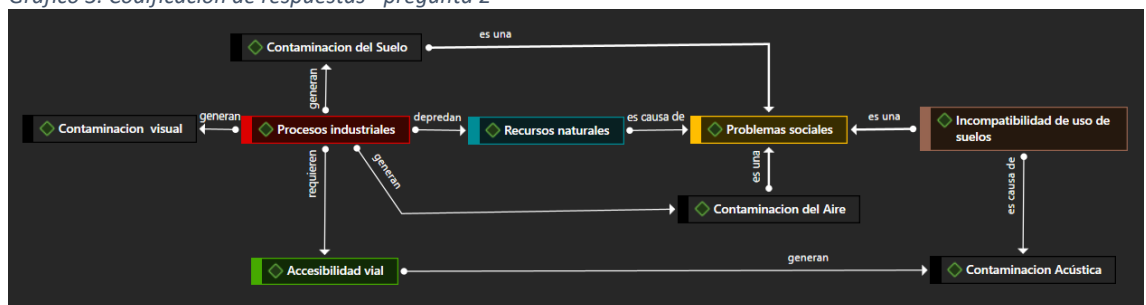 Gráfico 3. Codificación de respuestas - pregunta 2
es una
Contaminacion del Suelo
generan
generan
depredan
es causa de
es una
Contaminacion visual
Procesos industriales
Recursos naturales
Problemas sociales
Incompatibilidad de uso de
suelos
requieren
generan
es una
es causa de
Contaminacion del Aire
generan
Accesibilidad vial
Contaminacion Acústica